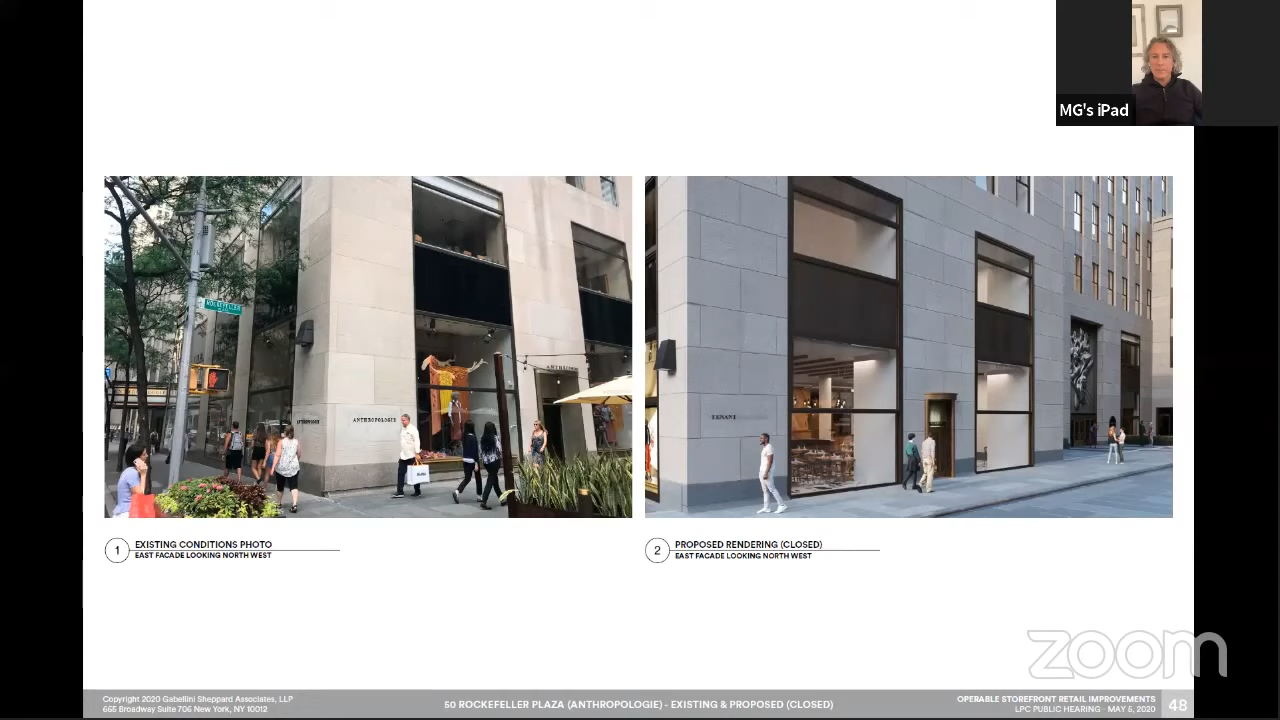 MG's iPad
ROCKEFELLER
ANTHROPOLOGIE
ANTHROPOLOGIE
ANTHROPOLOGIE
TENANT
1
EXISTING CONDITIONS PHOTO
EAST FACADE LOOKING NORTH WEST
2
PROPOSED RENDERING (CLOSED)
EAST FACADE LOOKING NORTH WEST
zoom
Copyright 2020 Gabellini Sheppard Associates, LLP
665 Broadway Suite 706 New York, NY 10012
50 ROCKEFELLER PLAZA (ANTHROPOLOGIE) - EXISTING & PROPOSED (CLOSED)
OPERABLE STOREFRONT RETAIL IMPROVEMENTS
LPC PUBLIC HEARING - MAY 5, 2020
48